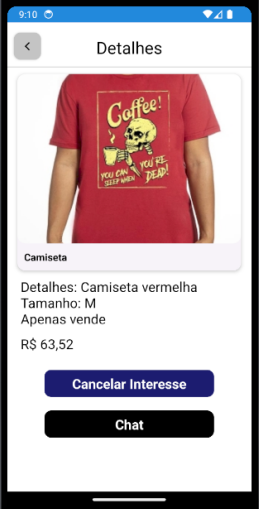 9:10
Detalhes
Coffee!
YOU CAN
SLEEP WHEN
YOU'RE
DEAD!
Camiseta
Detalhes: Camiseta vermelha
Tamanho: M
Apenas vende
R$ 63,52
Cancelar Interesse
Chat